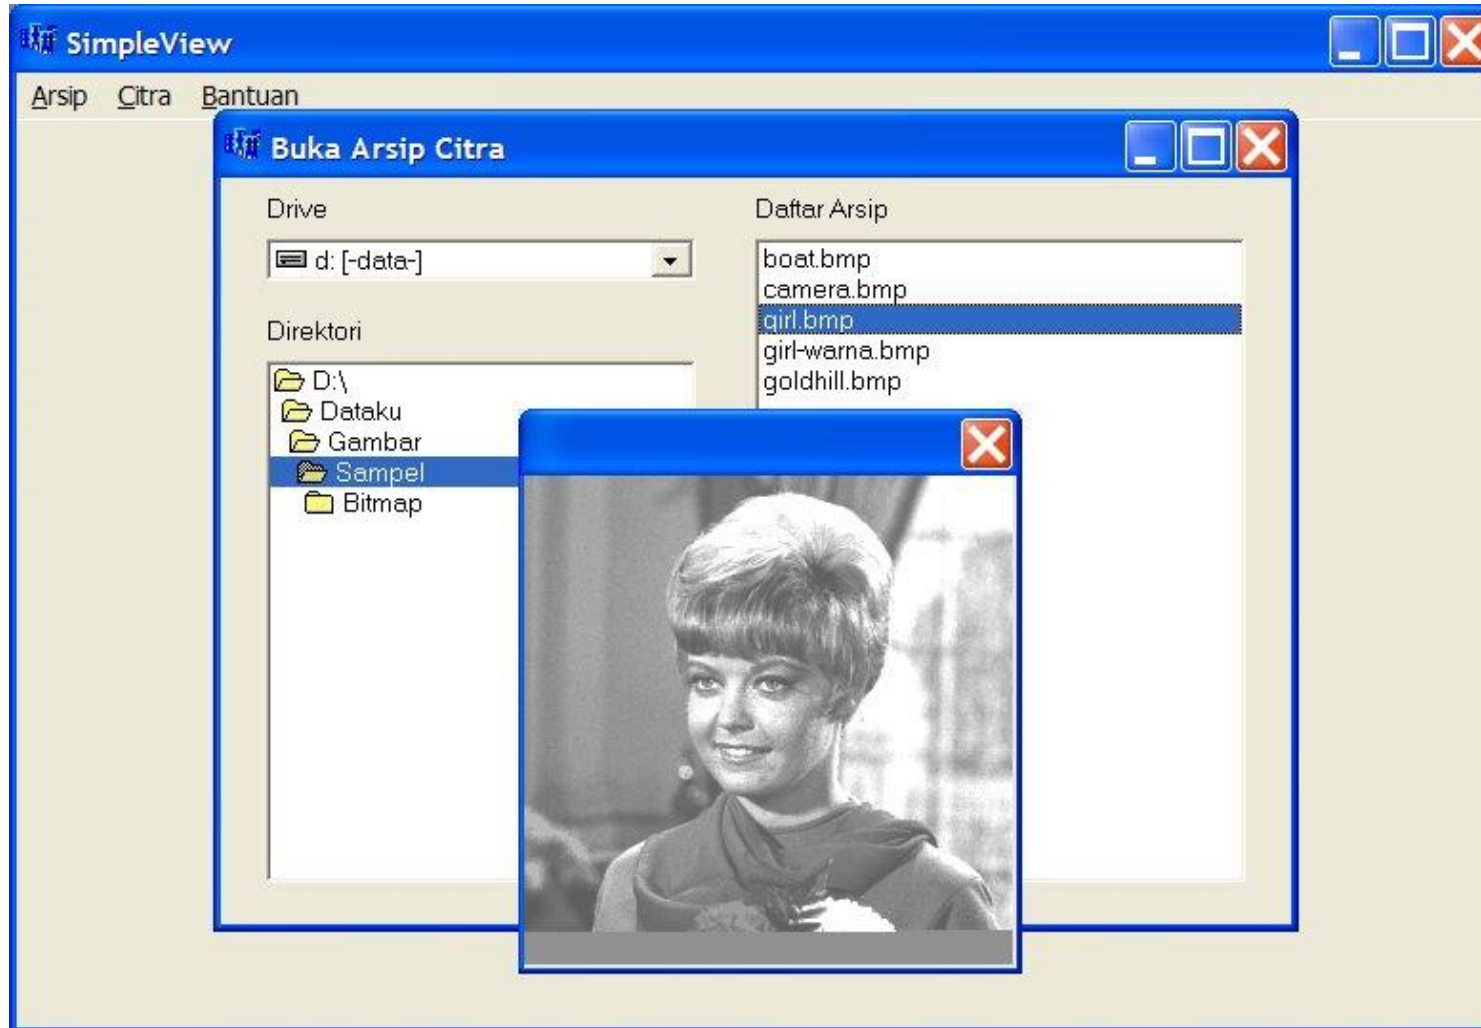 SimpleView
Arsip Citra Bantuan
Buka Arsip Citra
Drive
d: [-data-]
Direktori
D:\
Dataku
Gambar
Sampel
Bitmap
Daftar Arsip
boat.bmp
camera.bmp
girl.bmp
girl-warna.bmp
goldhill.bmp